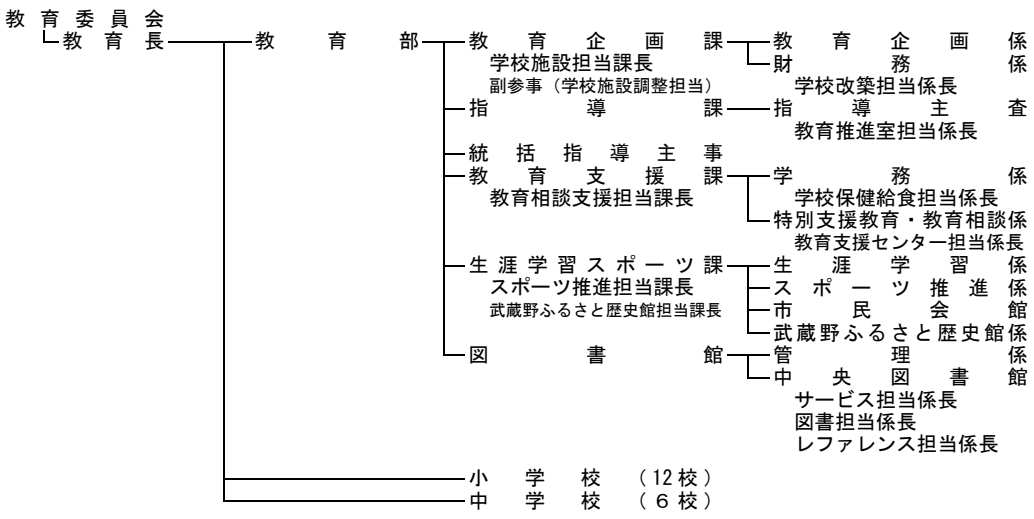 教育委員会
教育長 教育部 教育企画課 教育企画係
学校施設担当課長 財務係
副参事（学校施設調整担当） 学校改築担当係長
指導課 指導主査
教育推進室担当係長
統括指導主事
教育支援課 学務係
教育相談支援担当課長 学校保健給食担当係長
特別支援教育・教育相談係
教育支援センター担当係長
生涯学習スポーツ課 生涯学習係
スポーツ推進担当課長 スポーツ推進係
武蔵野ふるさと歴史館担当課長 市民会館
武蔵野ふるさと歴史館係
図書館 管理係
中央図書館
サービス担当係長
図書担当係長
レファレンス担当係長
小学校（12校）
中学校（６校）